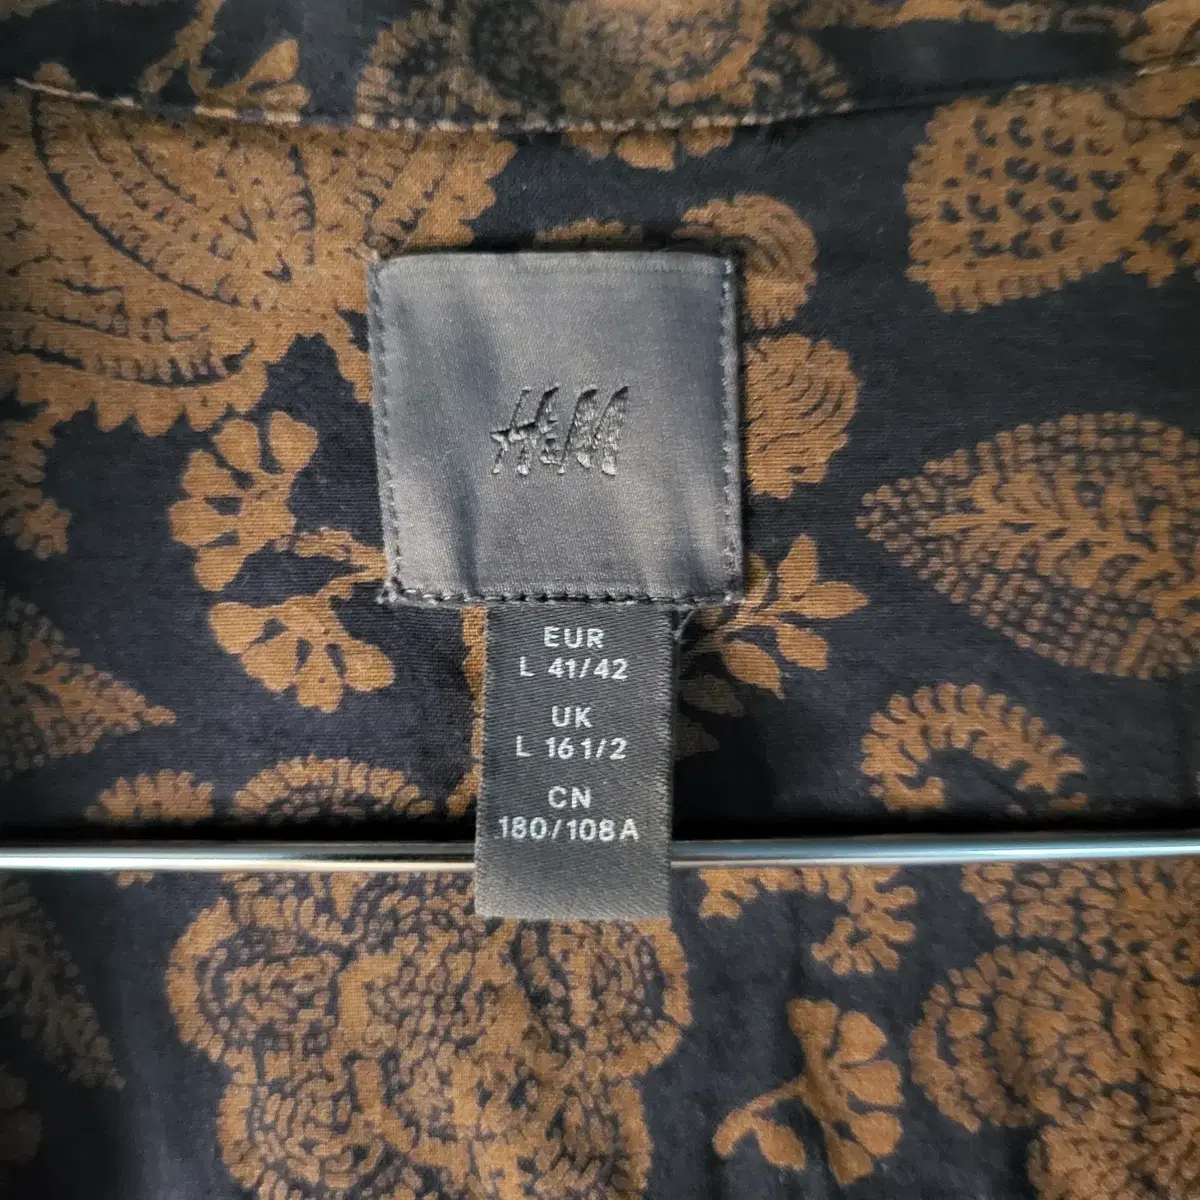 H&M
EUR
L 41/42
UK
L 16 1/2
CN
180/108A